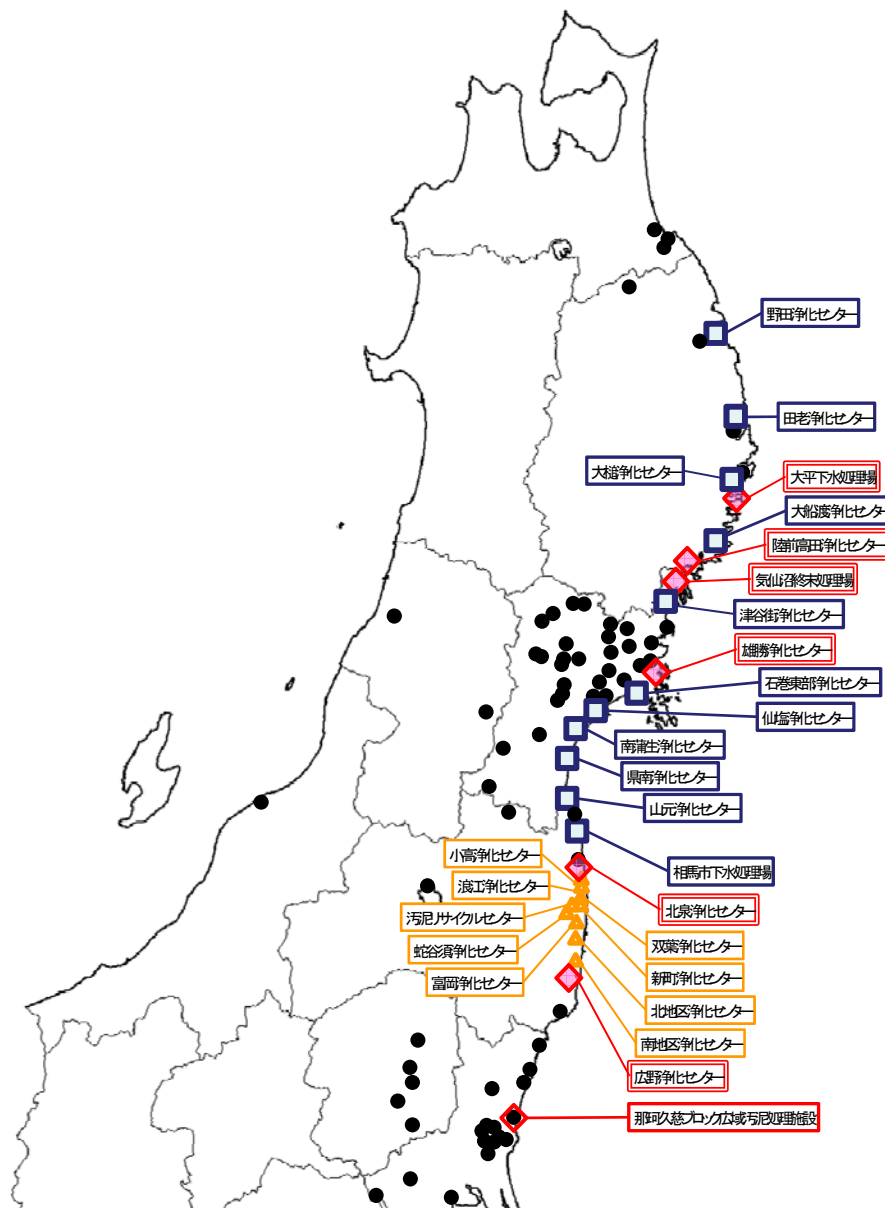 野田浄化センター
田老浄化センター
大槌浄化センター
大平下水処理場
大船渡浄化センター
陸前高田浄化センター
気仙沼終末処理場
津谷街浄化センター
雄勝浄化センター
石巻東部浄化センター
仙塩浄化センター
南蒲生浄化センター
県南浄化センター
山元浄化センター
相馬市下水処理場
小高浄化センター
浪江浄化センター
北泉浄化センター
汚泥リサイクルセンター
双葉浄化センター
蛇谷須浄化センター
新町浄化センター
富岡浄化センター
北地区浄化センター
南地区浄化センター
広野浄化センター
那珂久慈ブロック広域汚泥処理施設